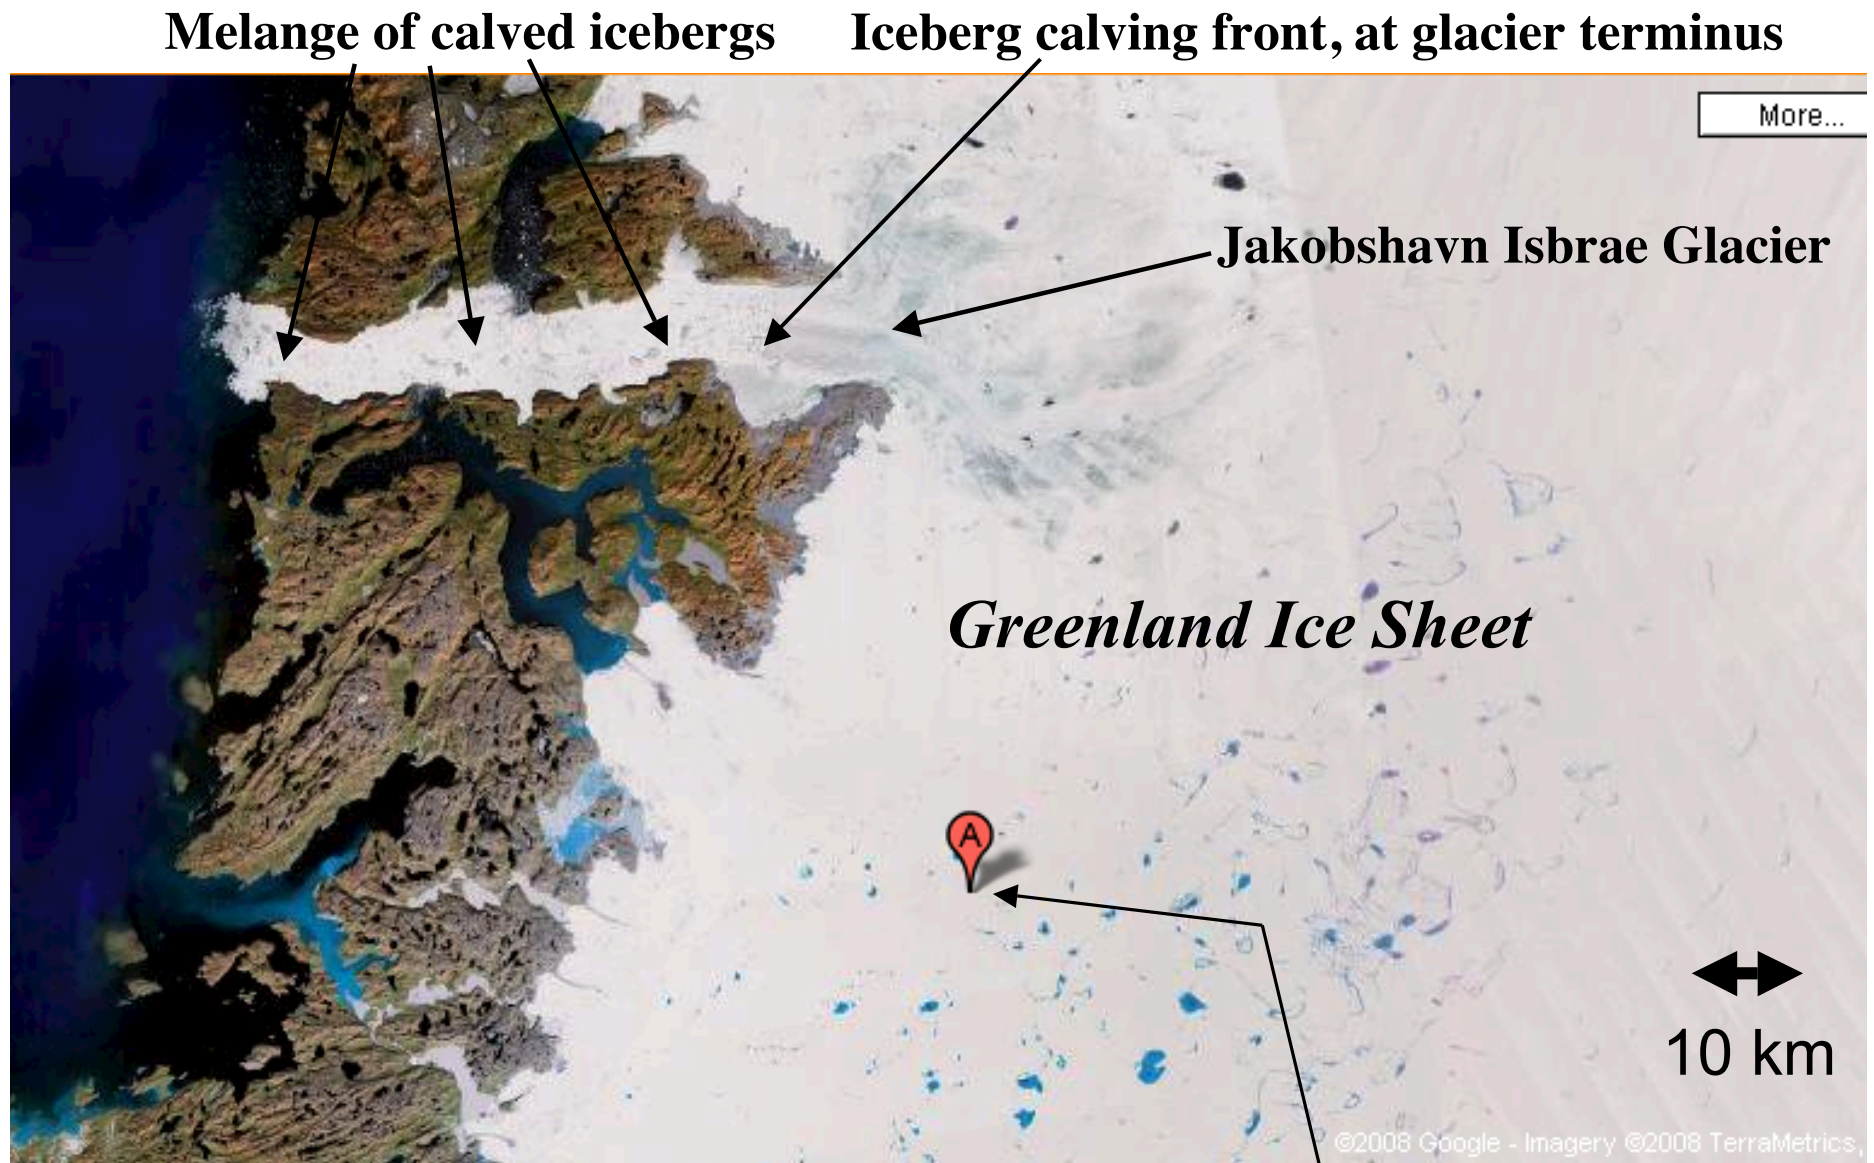 Melange of calved icebergs
Iceberg calving front, at glacier terminus
More...
Jakobshavn Isbrae Glacier
Greenland Ice Sheet
A
10 km
©2008 Google - Imagery ©2008 TerraMetrics,